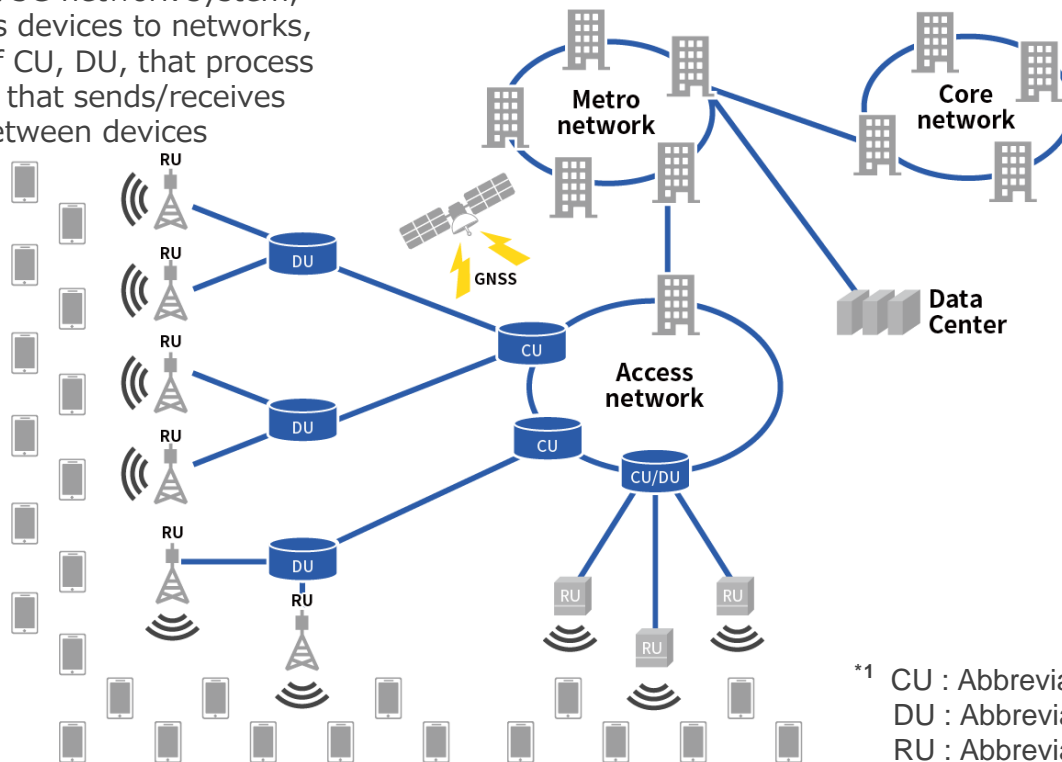 network system,
s devices to networks,
f CU, DU, that process
that sends/receives
etween devices
Metro
network
Core
network
RU
DU
RU
GNSS
Data
Center
RU
CU
Access
network
DU
RU
CU
CU/DU
RU
DU
RU
RU
RU
RU
*1 CU : Abbrevia
DU : Abbrevia
RU : Abbrevia